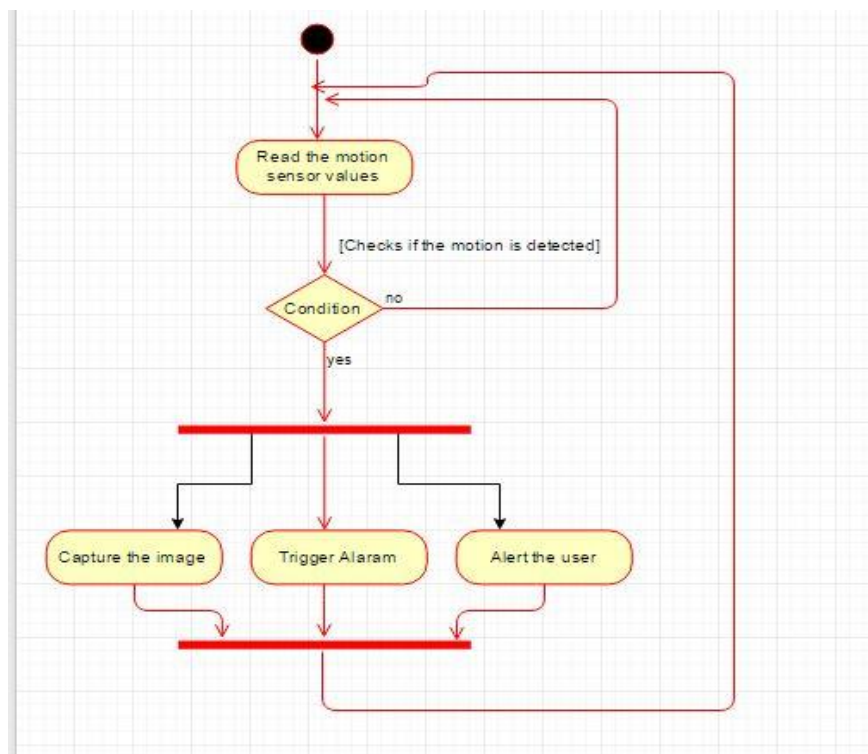 Read the motion
sensor values
[Checks if the motion is detected]
Condition
no
yes
Capture the image
Trigger Alaram
Alert the user